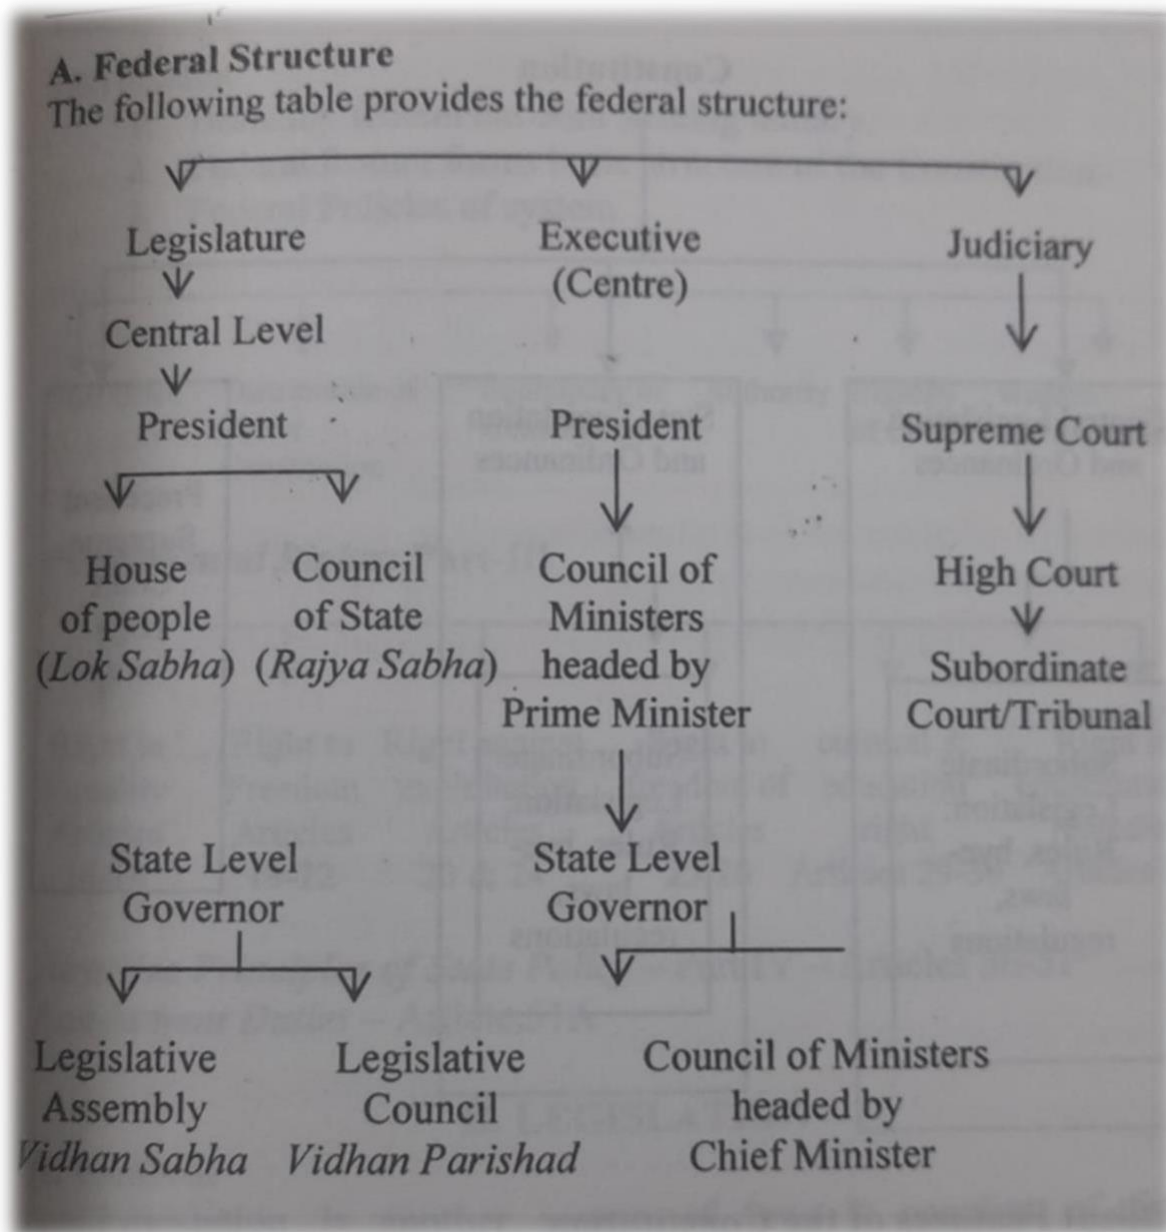 A. Federal Structure
The following table provides the federal structure:
Legislature
Executive
(Centre)
Judiciary
Central Level
President
President
Supreme Court
House
of people
(Lok Sabha)
Council
of State
(Rajya Sabha)
Council of
Ministers
headed by
Prime Minister
High Court
Subordinate
Court/Tribunal
State Level
Governor
State Level
Governor
Legislative
Assembly
Vidhan Sabha
Legislative
Council
Vidhan Parishad
Council of Ministers
headed by
Chief Minister